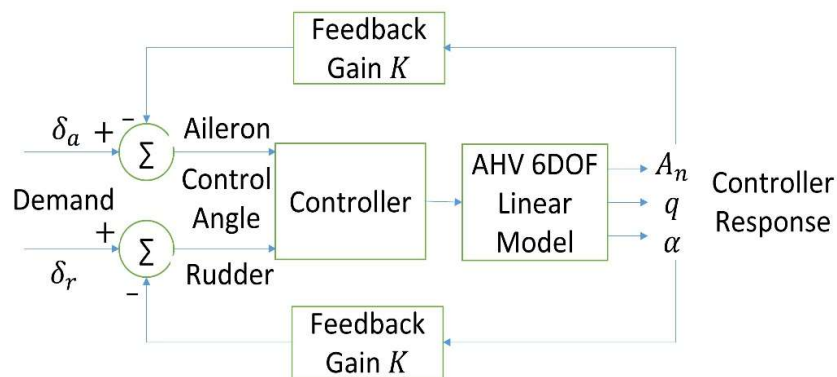 Feedback
Gain K
−
δa + Aileron
Σ
Demand
Control
Angle
Controller
AHV 6DOF
Linear
Model
An
q
α
Controller
Response
+
Σ
δr
−
Rudder
Feedback
Gain K